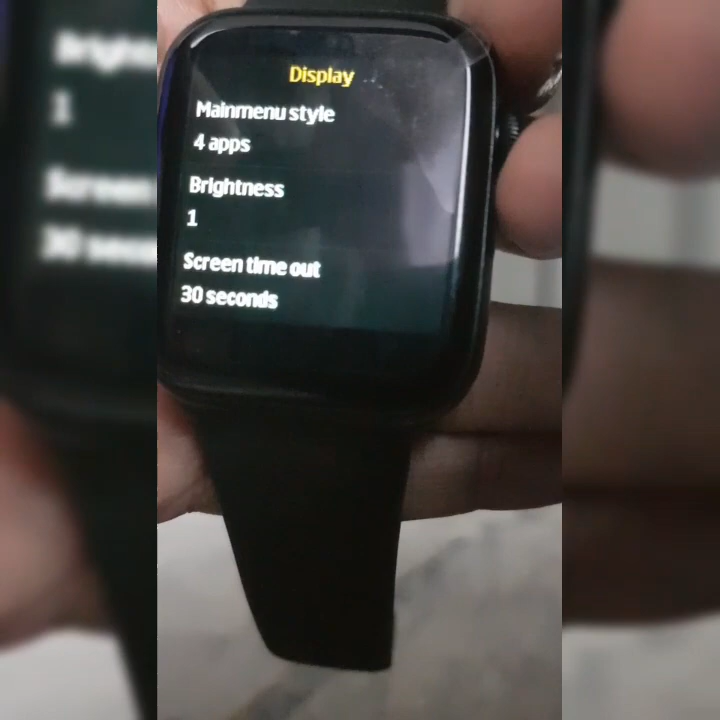 Display
Mainmenu style
4 apps
Brightness
1
Screen time out
30 seconds